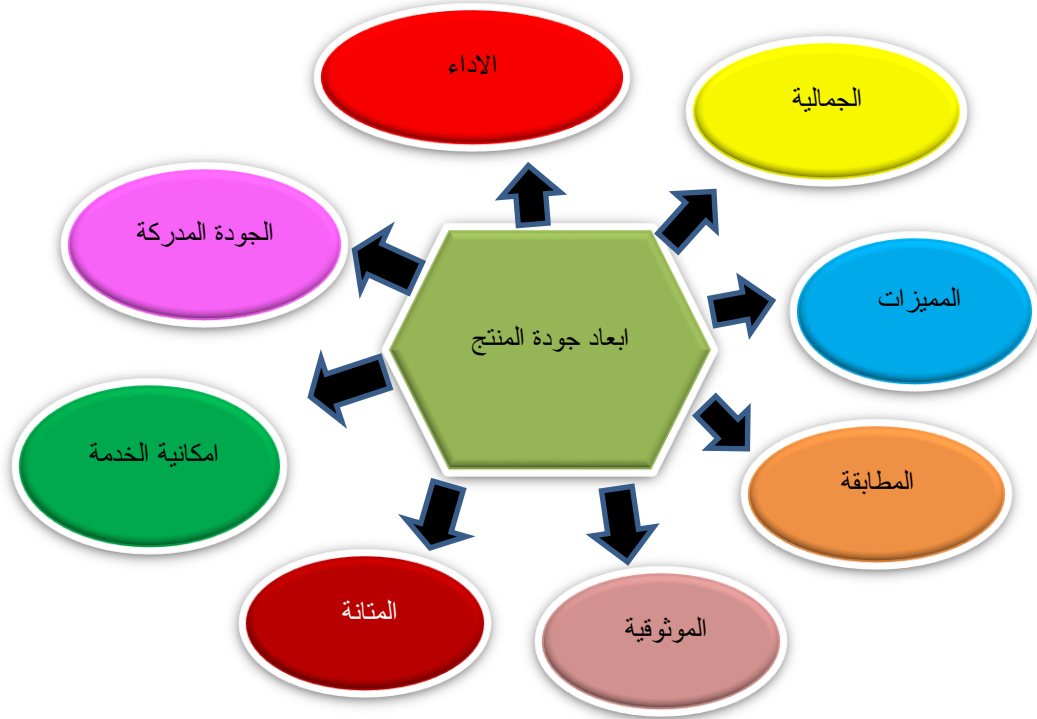 الاداء
الجمالية
الجودة المدركة
المميزات
ابعاد جودة المنتج
امكانية الخدمة
المطابقة
المتانة
الموثوقية